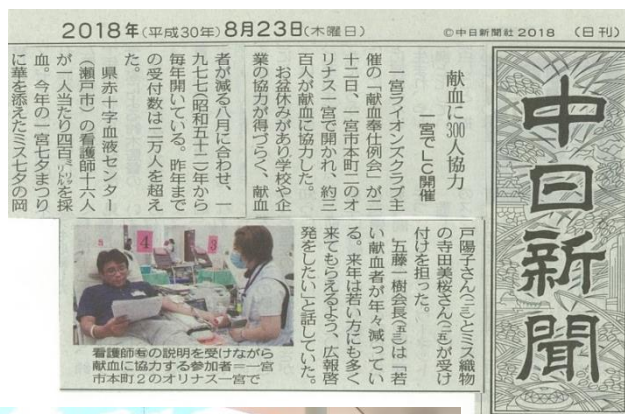 2018年(平成30年)8月23日(木曜日)
©中日新聞社 2018
(日刊)
中日新聞
献血に300人協力
一宮でLC開催
一宮ライオンズクラブ主
催の「献血奉仕例会」が二
十二日、一宮市本町二のオ
リナス一宮で開かれ、約三
百人が献血に協力した。
お盆休みがあり学校や企
業の協力が得づらく、献血
者が減る八月に合わせ、一
九七七(昭和五十二)年から
毎年開いている。昨年まで
の受付数は二万人を超え
た。
県赤十字血液センター
(瀬戸市)の看護師十六人
が一人当たり四百ミリリットルを採
血。今年の一宮七夕まつり
に華を添えたミス七夕の岡
戸陽子さん(二三)とミス織物
の寺田美桜さん(二三)が受け
付けを担った。
五藤一樹会長(五三)は「若
い献血者が年々減ってい
る。来年は若い方にも多く
来てもらえるよう、広報啓
発をしたい」と話していた。
5
4
3
看護師の説明を受けながら
献血に協力する参加者=一宮
市本町2のオリナス一宮で